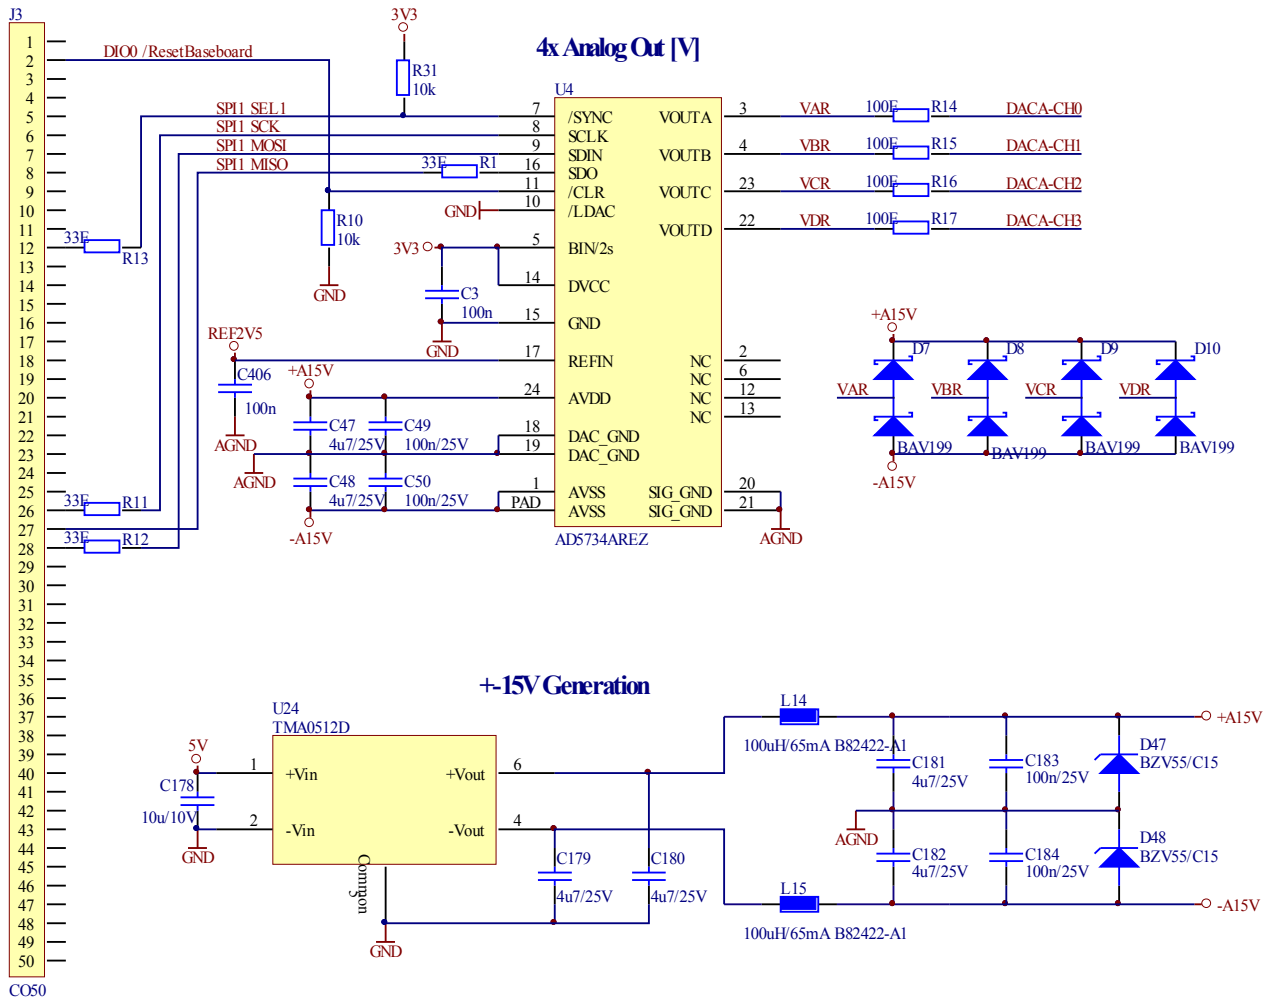 J3
1
2
3
4
5
6
7
8
9
10
11
12
13
14
15
16
17
18
19
20
21
22
23
24
25
26
27
28
29
30
31
32
33
34
35
36
37
38
39
40
41
42
43
44
45
46
47
48
49
50
CO50
DIO0 /ResetBaseboard
3V3
R31
10k
SPI1 SEL1
SPI1 SCK
SPI1 MOSI
SPI1 MISO
33E R1
R10
10k
GND
GND
33E
R13
33E R11
33E R12
3V3
C3
100n
GND
REF2V5
C406
100n
AGND
+A15V
C47
4u7/25V
C49
100n/25V
AGND
C48
4u7/25V
C50
100n/25V
-A15V
4x Analog Out [V]
U4
7 /SYNC
8 SCLK
9 SDIN
16 SDO
11 /CLR
10 /LDAC
5 BIN/2s
14 DVCC
15 GND
17 REFIN
24 AVDD
18 DAC_GND
19 DAC_GND
1 AVSS
PAD AVSS
VOUTA 3
VOUTB 4
VOUTC 23
VOUTD 22
NC 2
NC 6
NC 12
NC 13
SIG_GND 20
SIG_GND 21
AGND
AD5734AREZ
VAR 100E R14 DACA-CH0
VBR 100E R15 DACA-CH1
VCR 100E R16 DACA-CH2
VDR 100E R17 DACA-CH3
+A15V
D7 D8 D9 D10
VAR VBR VCR VDR
BAV199 BAV199 BAV199 BAV199
-A15V
+-15V Generation
U24
TMA0512D
5V
C178
10u/10V
GND
1 +Vin
2 -Vin
+Vout 6
-Vout 4
Common
GND
C179
4u7/25V
C180
4u7/25V
L14
100uH/65mA B82422-A1
L15
100uH/65mA B82422-A1
C181
4u7/25V
C183
100n/25V
D47
BZV55/C15
+A15V
AGND
C182
4u7/25V
C184
100n/25V
D48
BZV55/C15
-A15V